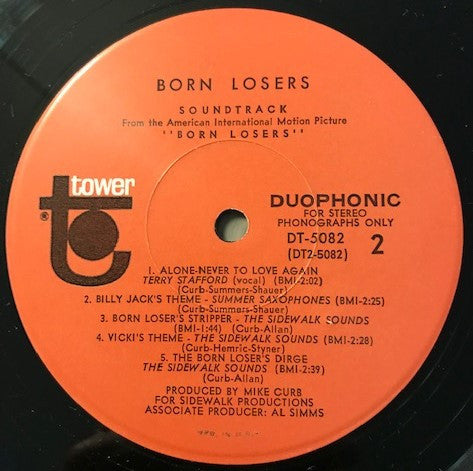 BORN LOSERS
SOUNDTRACK
From the American International Motion Picture
"BORN LOSERS"
tower
®
t
DUOPHONIC
FOR STEREO
PHONOGRAPHS ONLY
DT-5082
(DT2-5082)
2
1. ALONE-NEVER TO LOVE AGAIN
TERRY STAFFORD (vocal) (BMI-2:02)
(Curb-Summers-Shauer)
2. BILLY JACK'S THEME - SUMMER SAXOPHONES (BMI-2:25)
(Curb-Summers-Shauer)
3. BORN LOSER'S STRIPPER - THE SIDEWALK SOUNDS
(BMI-1:44) (Curb-Allan)
4. VICKI'S THEME - THE SIDEWALK SOUNDS (BMI-2:28)
(Curb-Hemric-Styner)
5. THE BORN LOSER'S DIRGE
THE SIDEWALK SOUNDS (BMI-2:39)
(Curb-Allan)
PRODUCED BY MIKE CURB
FOR SIDEWALK PRODUCTIONS
ASSOCIATE PRODUCER: AL SIMMS